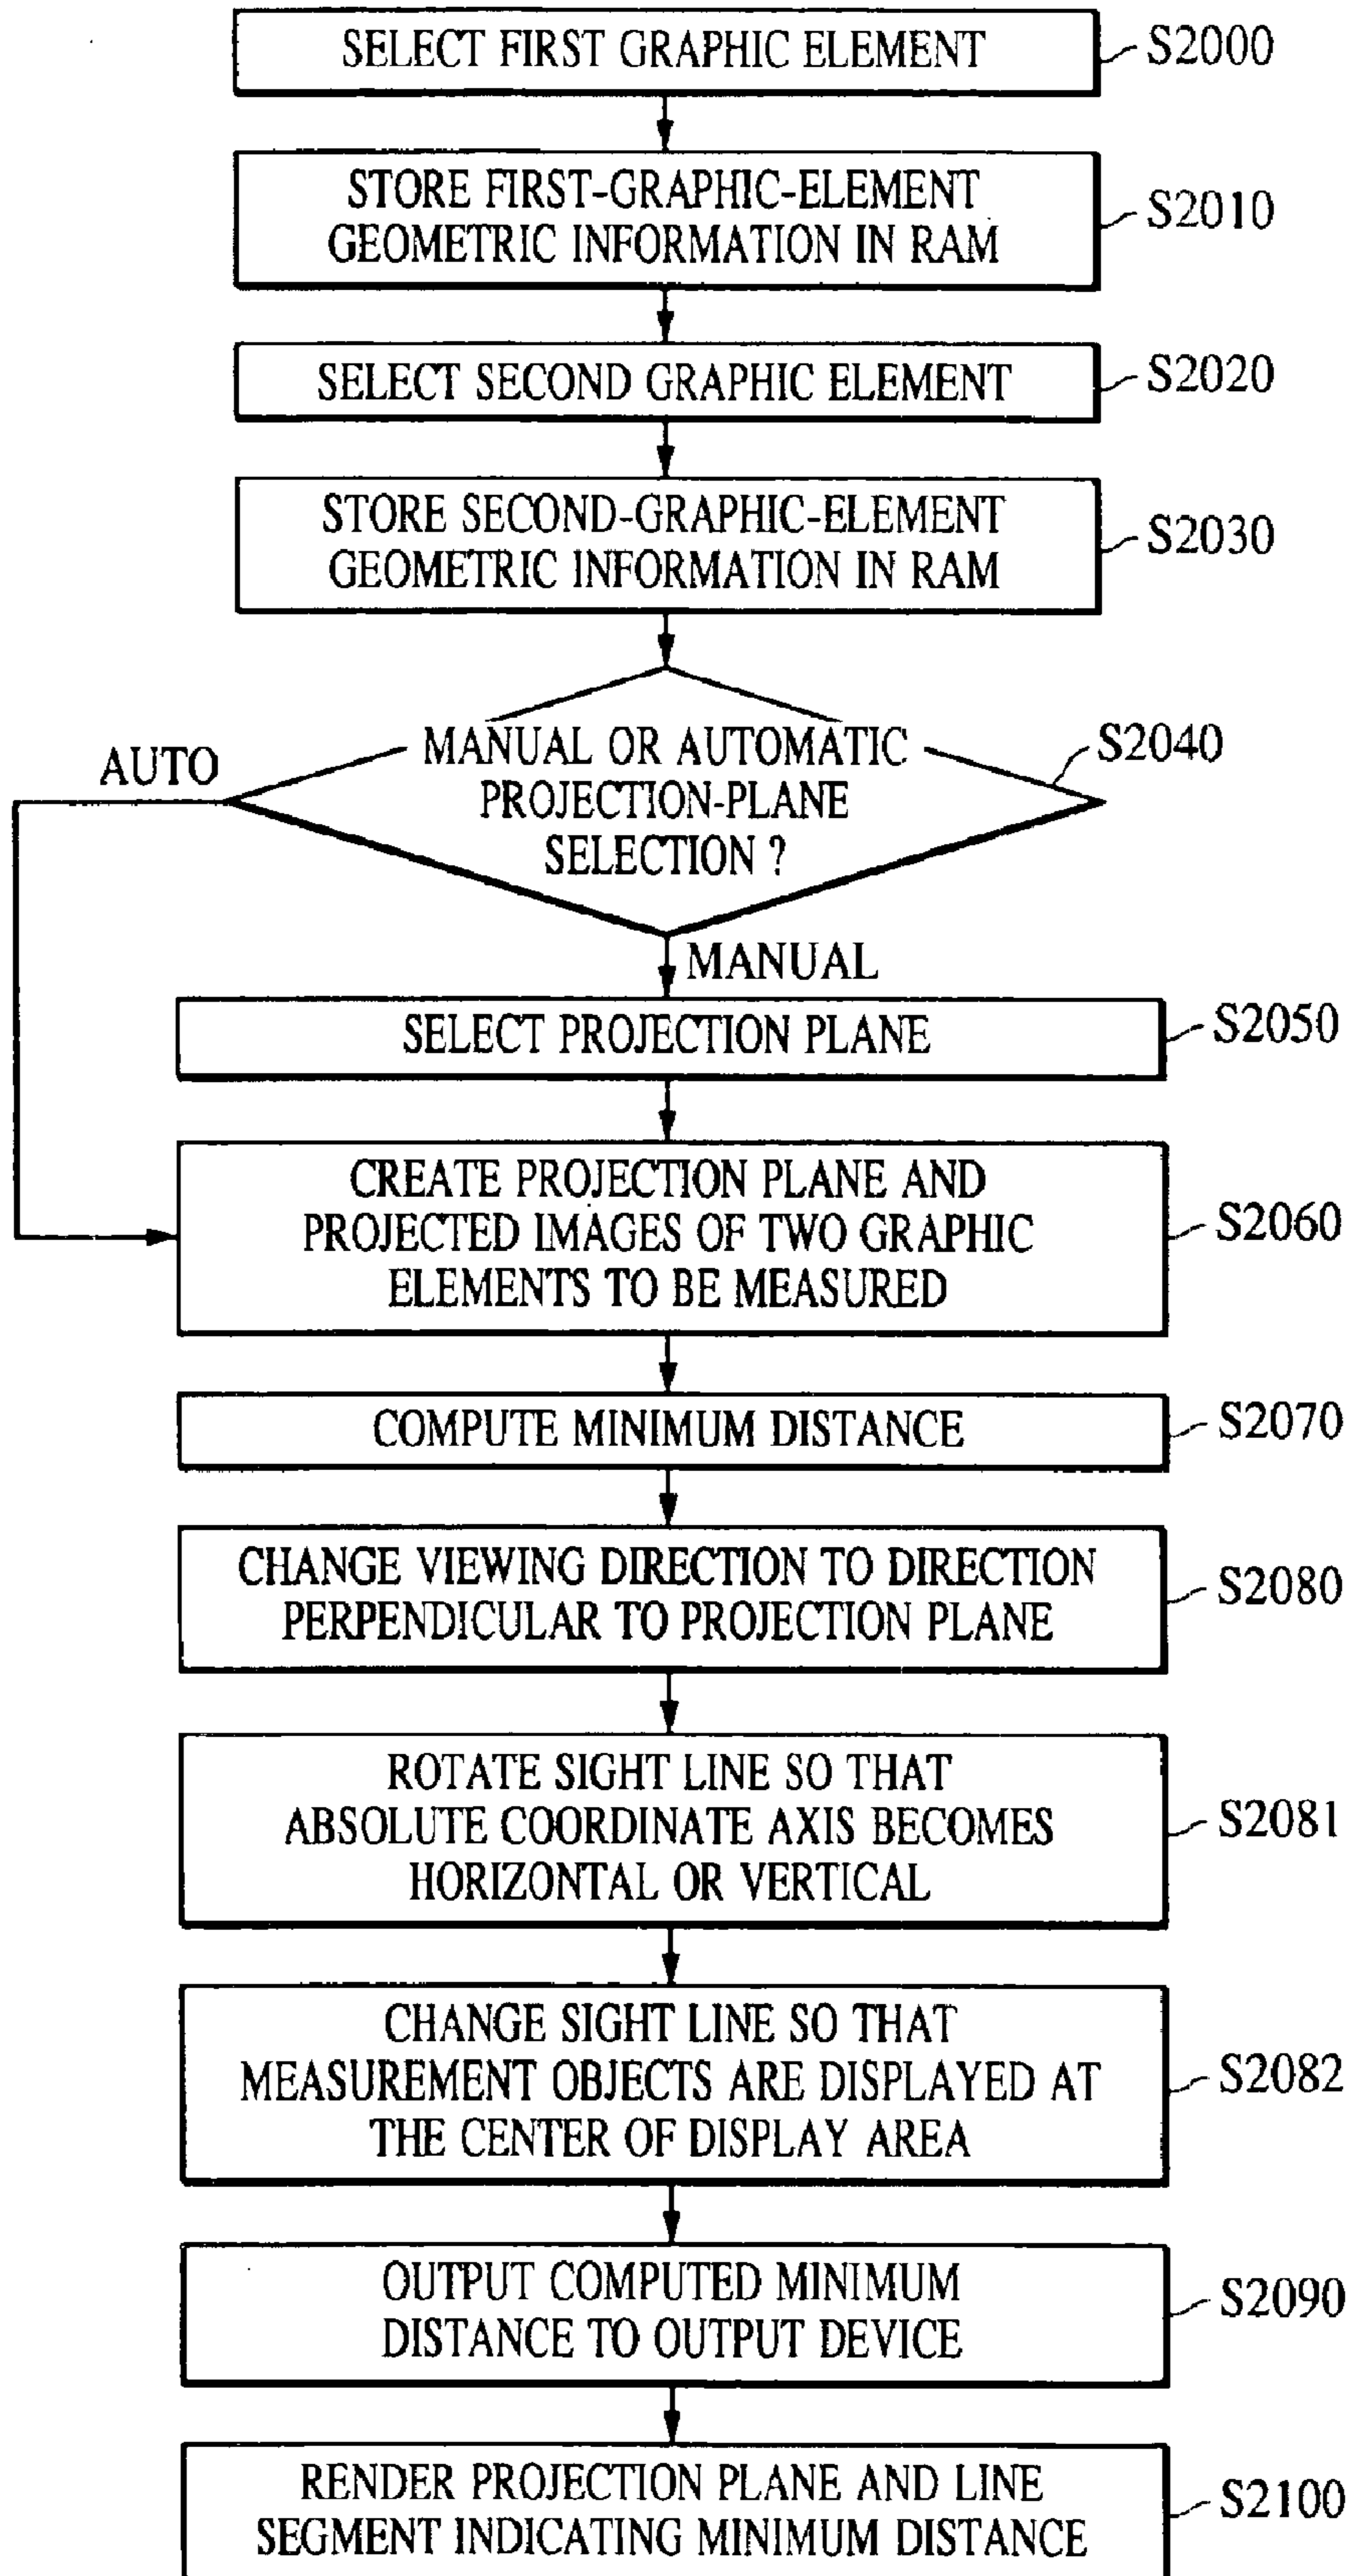 SELECT FIRST GRAPHIC ELEMENT
S2000
STORE FIRST-GRAPHIC-ELEMENT
GEOMETRIC INFORMATION IN RAM
S2010
SELECT SECOND GRAPHIC ELEMENT
S2020
STORE SECOND-GRAPHIC-ELEMENT
GEOMETRIC INFORMATION IN RAM
S2030
MANUAL OR AUTOMATIC
PROJECTION-PLANE
SELECTION ?
S2040
AUTO
MANUAL
SELECT PROJECTION PLANE
S2050
CREATE PROJECTION PLANE AND
PROJECTED IMAGES OF TWO GRAPHIC
ELEMENTS TO BE MEASURED
S2060
COMPUTE MINIMUM DISTANCE
S2070
CHANGE VIEWING DIRECTION TO DIRECTION
PERPENDICULAR TO PROJECTION PLANE
S2080
ROTATE SIGHT LINE SO THAT
ABSOLUTE COORDINATE AXIS BECOMES
HORIZONTAL OR VERTICAL
S2081
CHANGE SIGHT LINE SO THAT
MEASUREMENT OBJECTS ARE DISPLAYED AT
THE CENTER OF DISPLAY AREA
S2082
OUTPUT COMPUTED MINIMUM
DISTANCE TO OUTPUT DEVICE
S2090
RENDER PROJECTION PLANE AND LINE
SEGMENT INDICATING MINIMUM DISTANCE
S2100